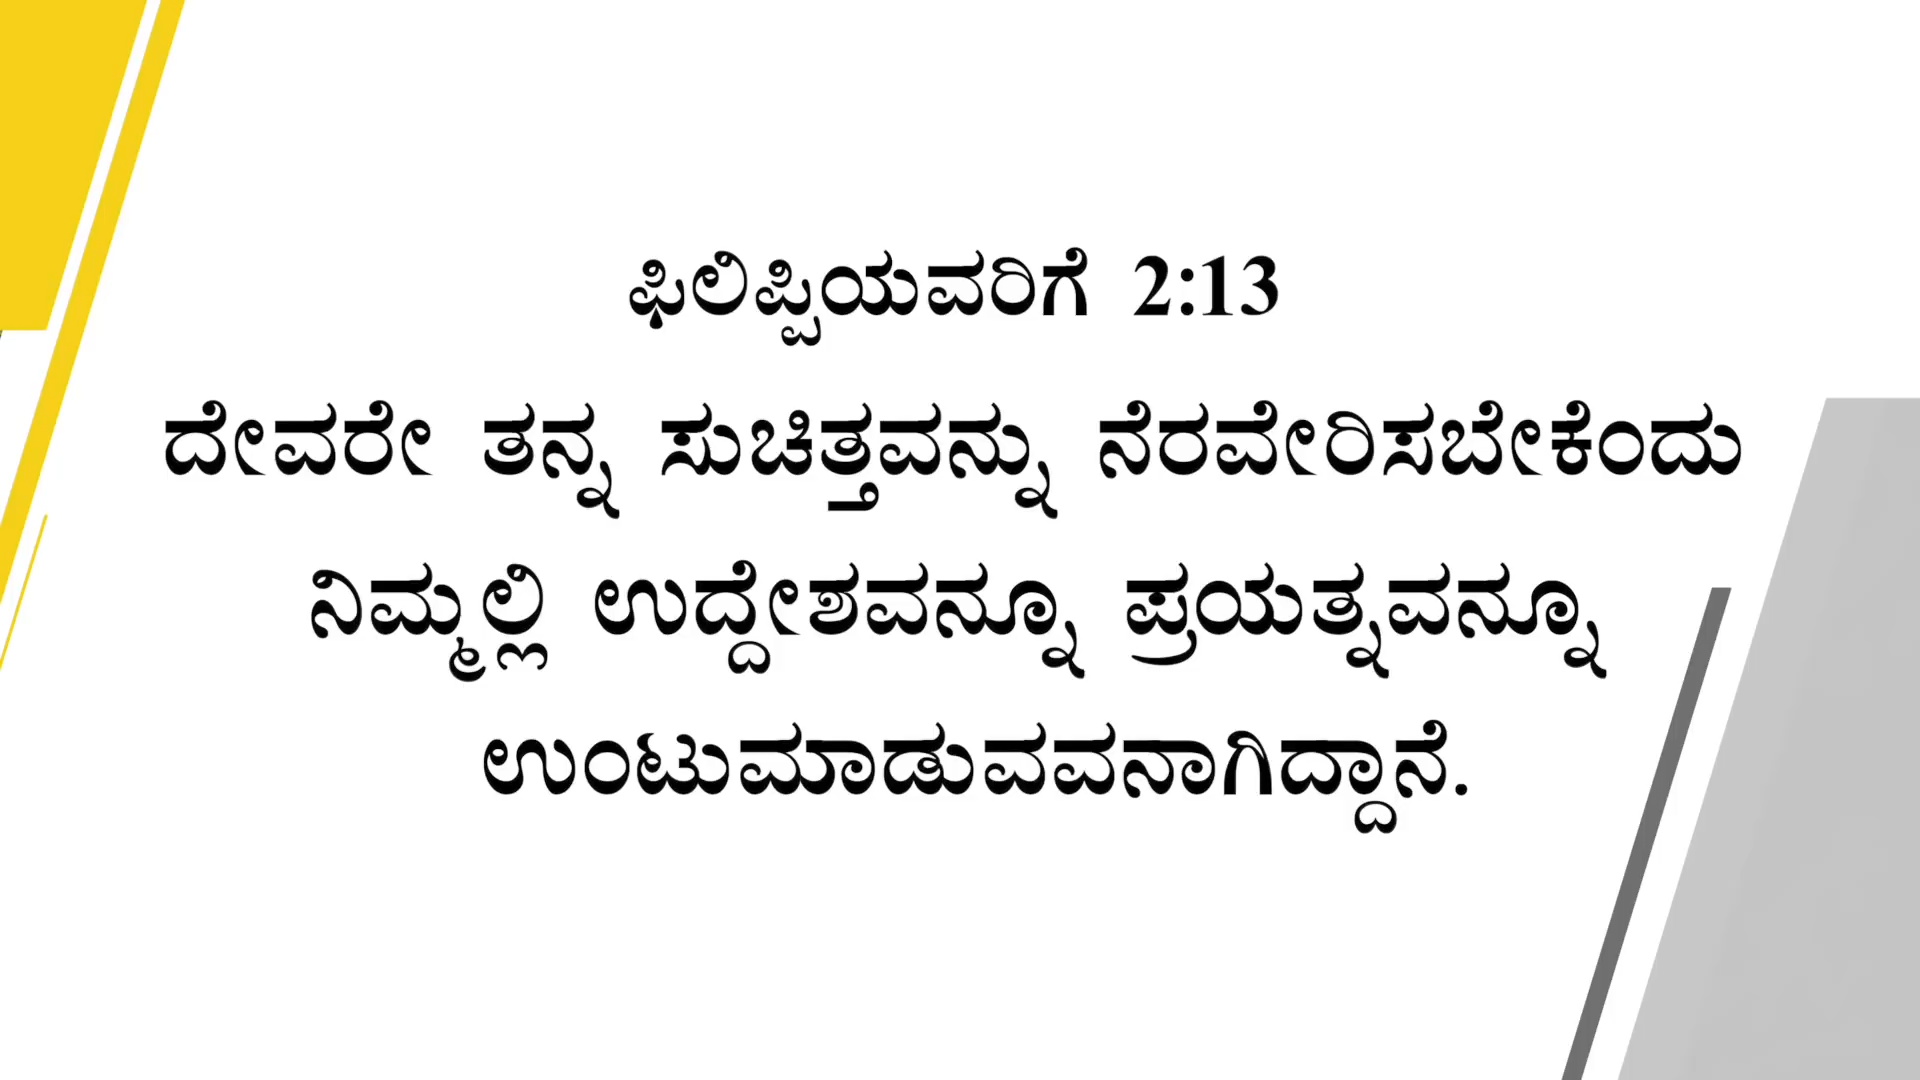 ಫಿಲಿಪ್ಪಿಯವರಿಗೆ 2:13
ದೇವರೇ ತನ್ನ ಸುಚಿತ್ತವನ್ನು ನೆರವೇರಿಸಬೇಕೆಂದು
ನಿಮ್ಮಲ್ಲಿ ಉದ್ದೇಶವನ್ನೂ ಪ್ರಯತ್ನವನ್ನೂ
ಉಂಟುಮಾಡುವವನಾಗಿದ್ದಾನೆ.